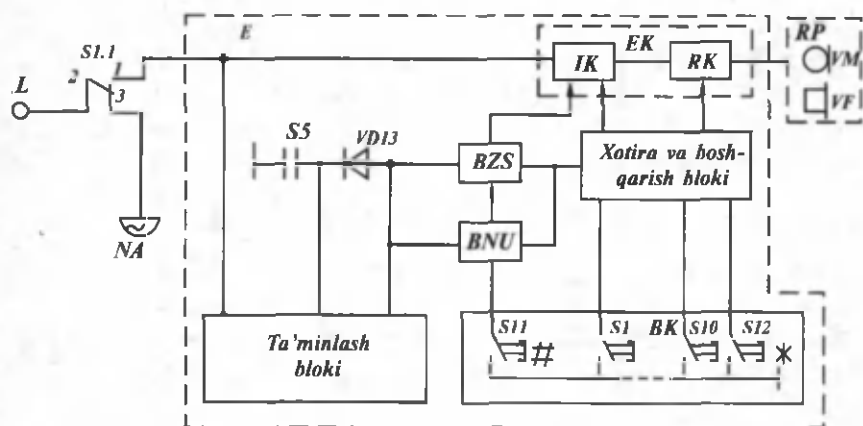 E
EK
RP
S1.1
1
IK
RK
VM
L
2
3
VF
S5
VD13
BZS
Xotira va bosh-
qarish bloki
NA
BNU
Ta'minlash
bloki
S11
#
S1
BK
S10
S12
*